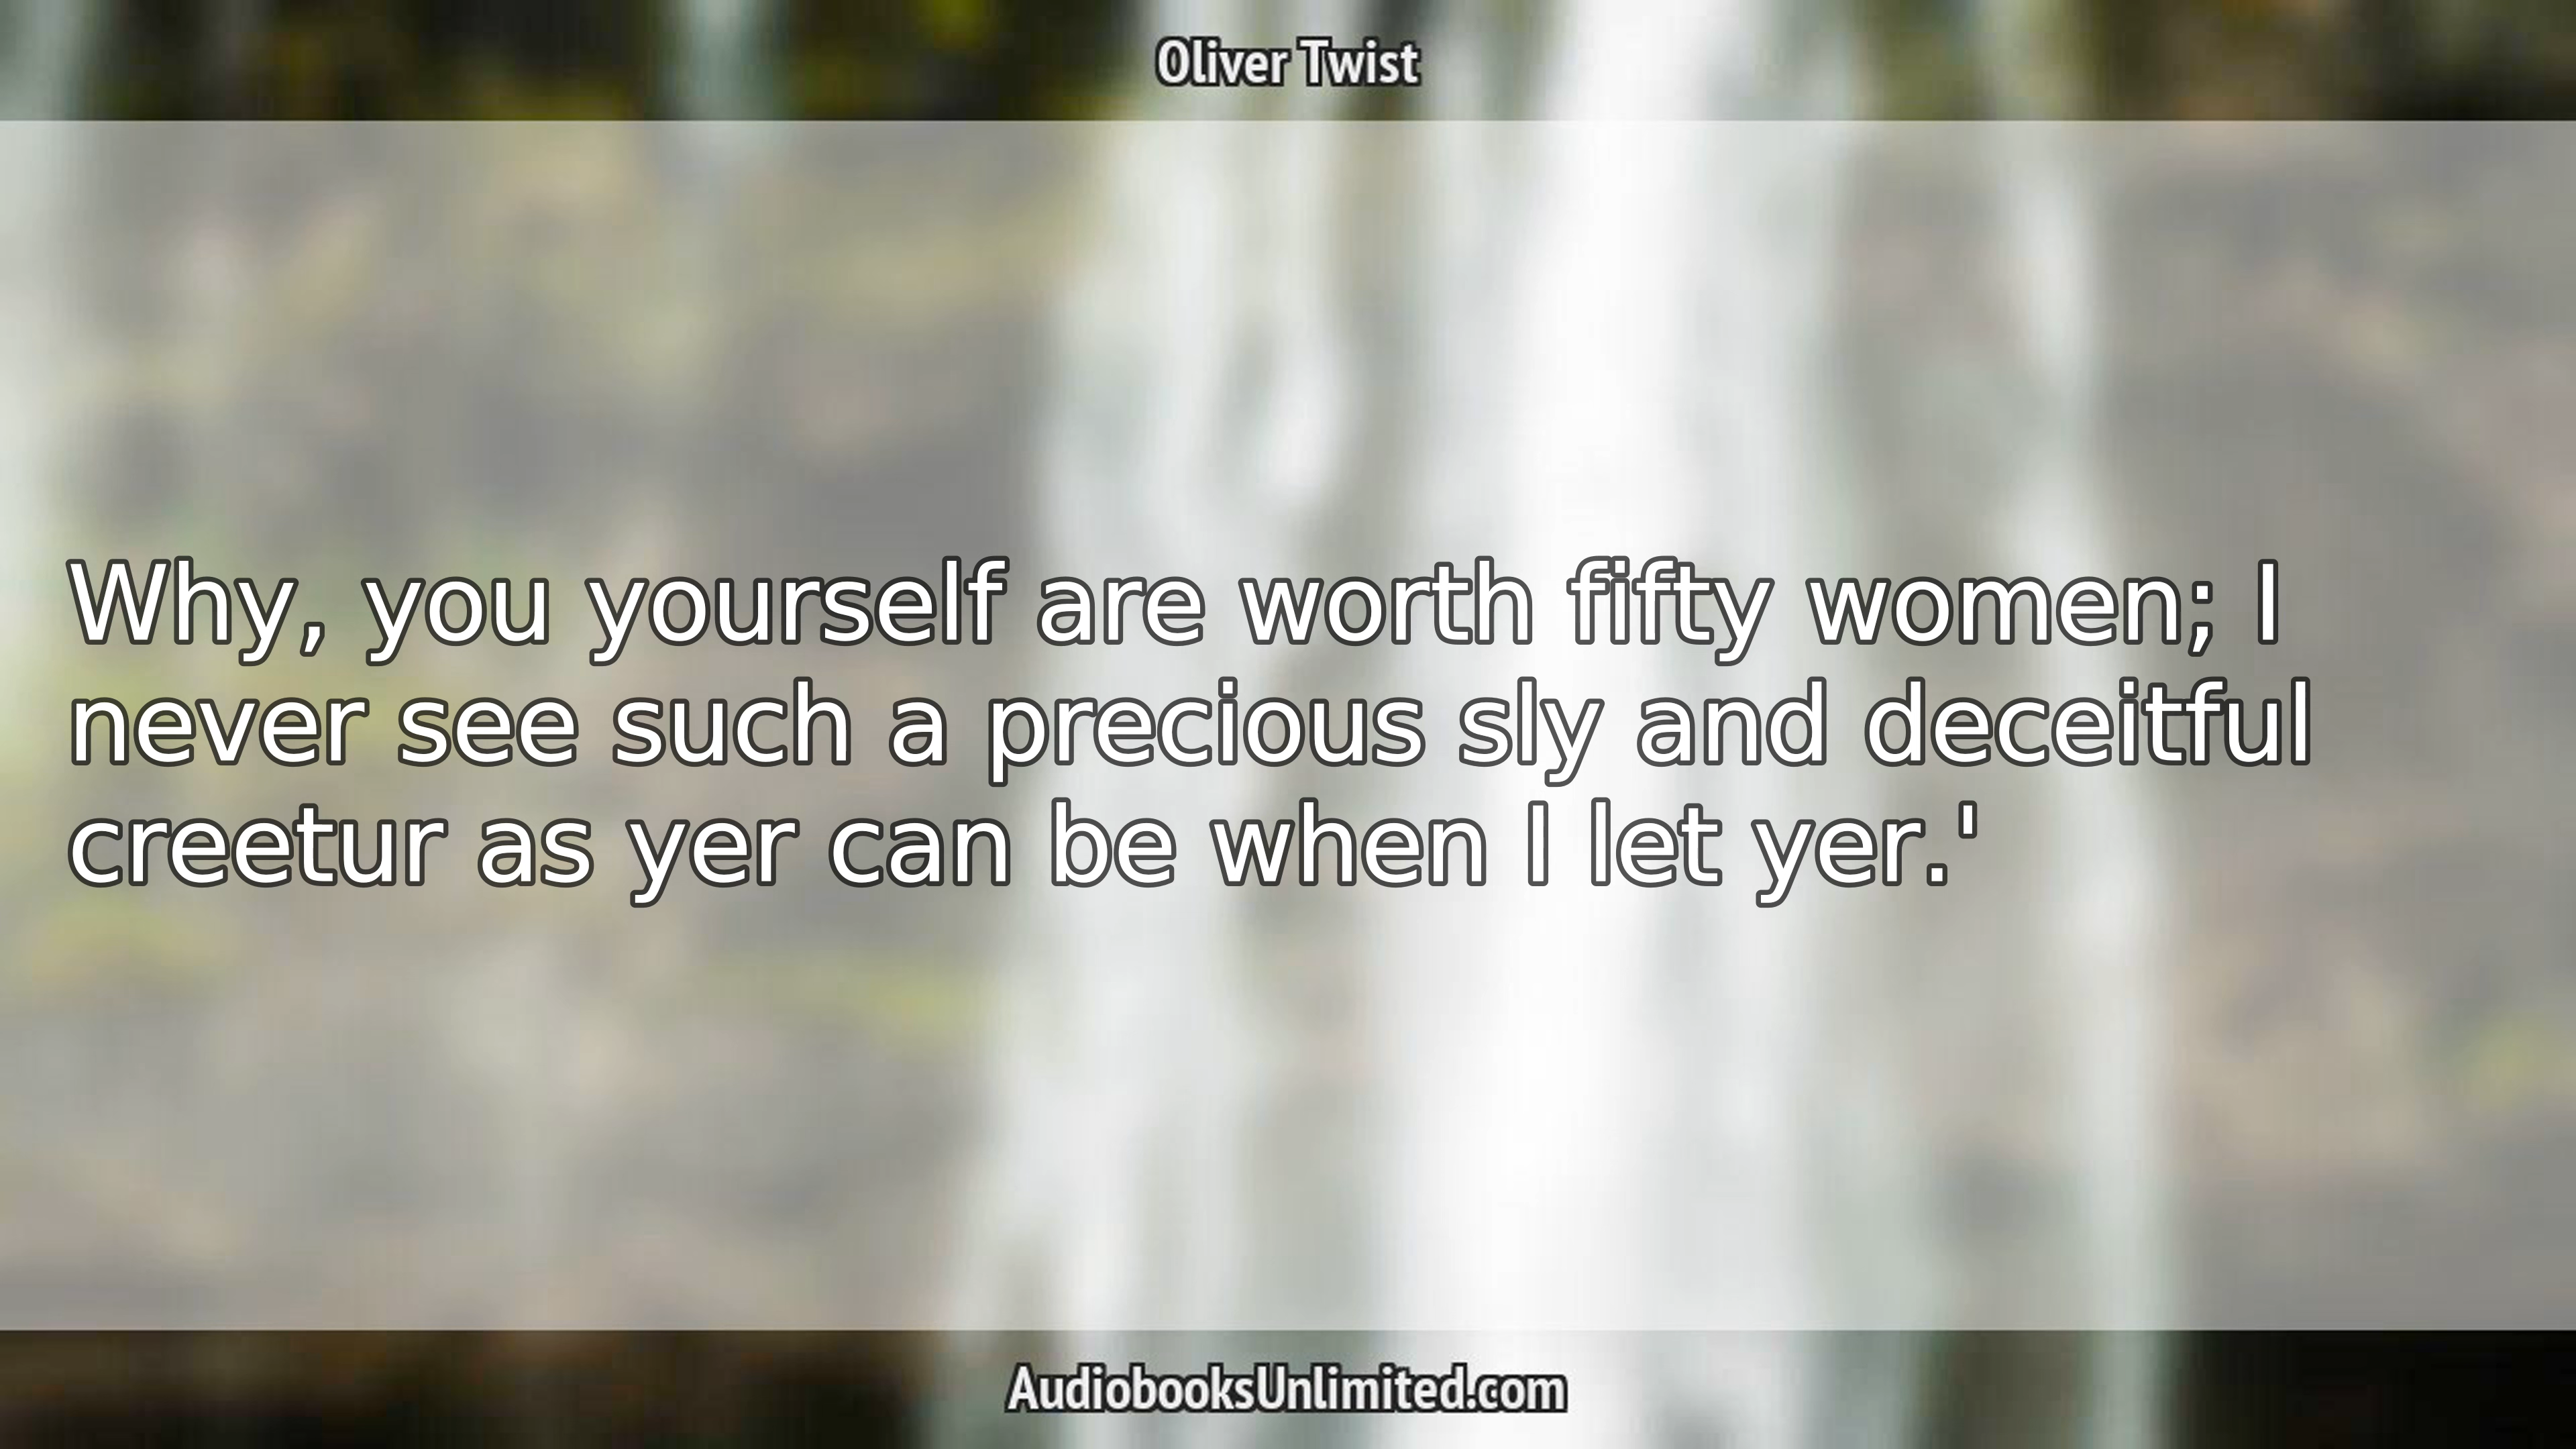 Oliver Twist
Why, you yourself are worth fifty women; I
never see such a precious sly and deceitful
creetur as yer can be when I let yer.'
AudiobooksUnlimited.com